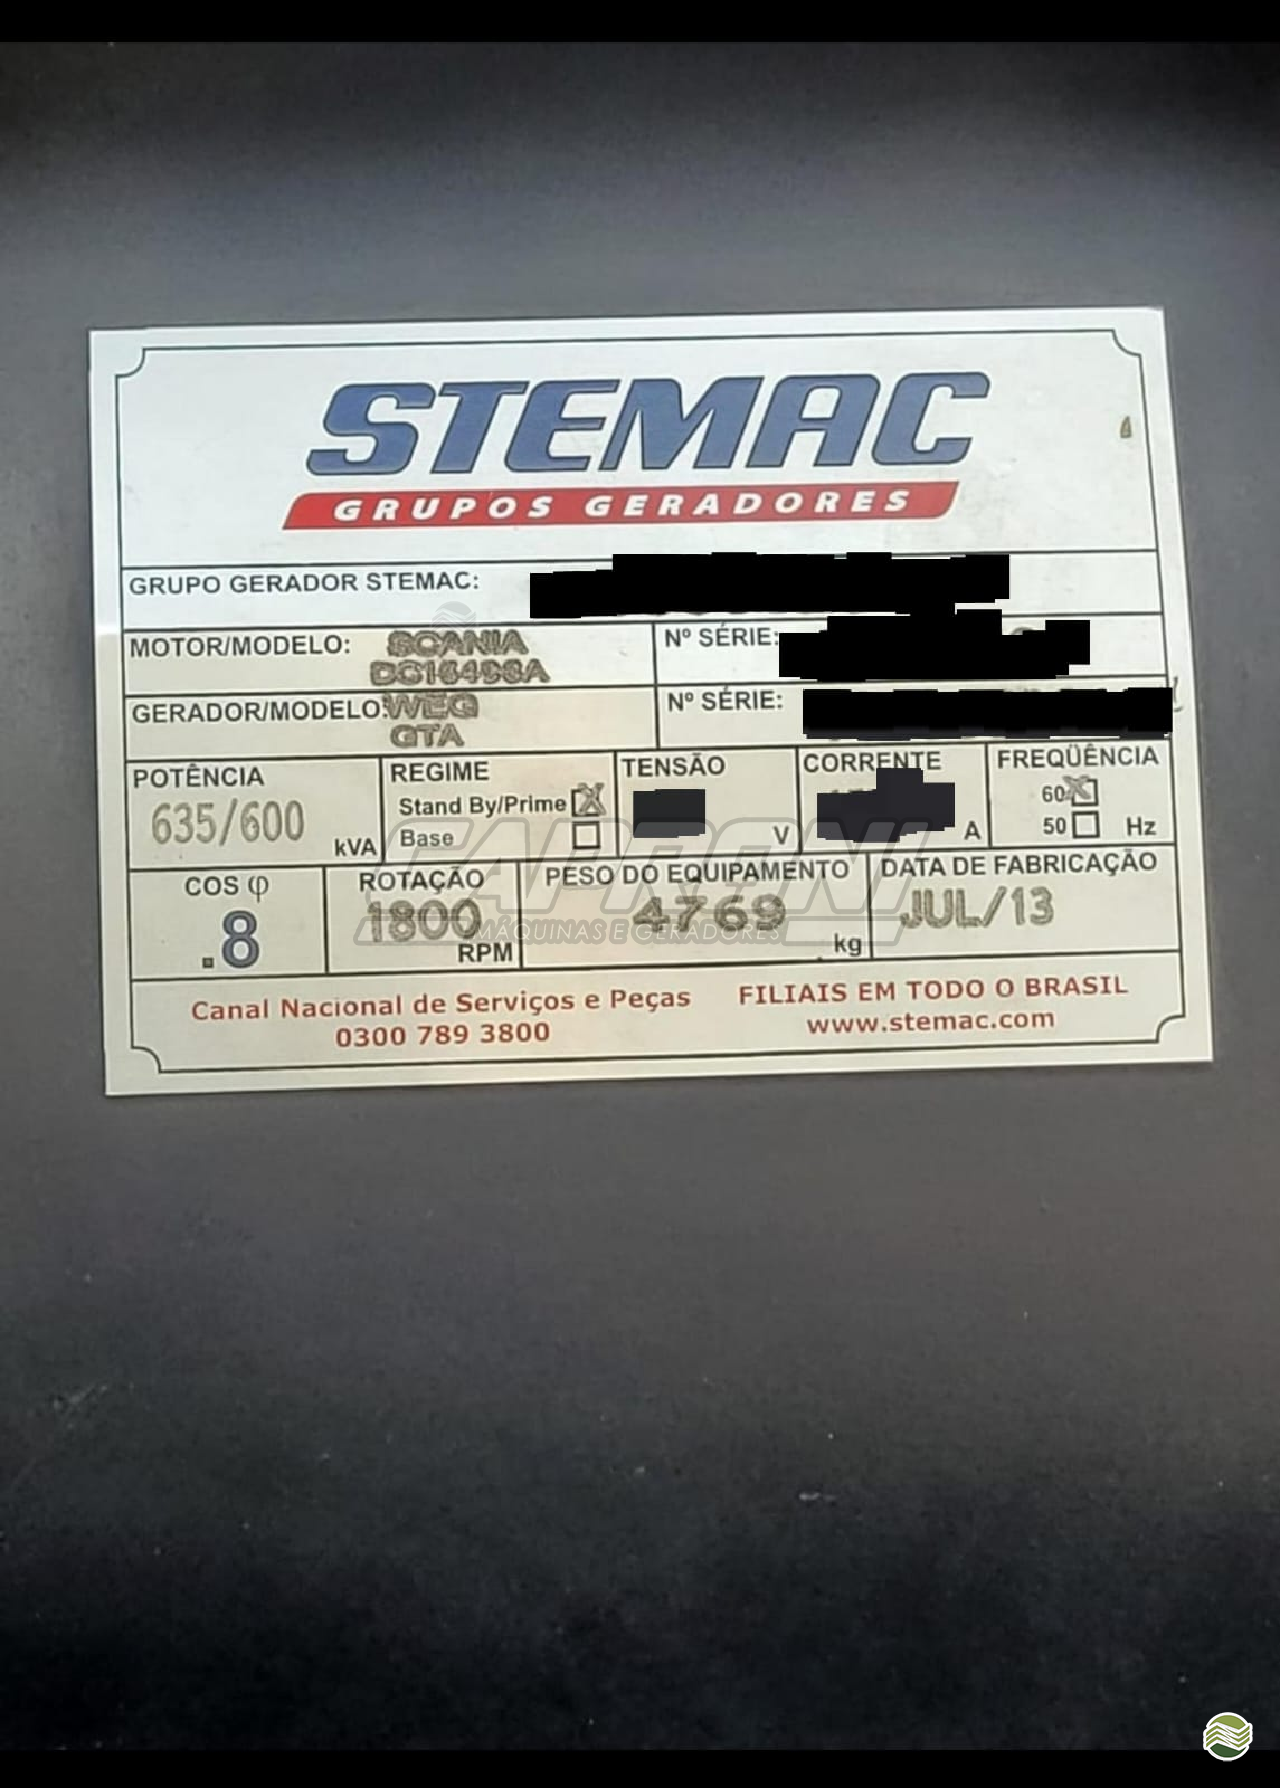 STEMAC
GRUPOS GERADORES
GRUPO GERADOR STEMAC:
MOTOR/MODELO: SCANIA
Nº SÉRIE:
GERADOR/MODELO: WEG
GTA
Nº SÉRIE:
POTÊNCIA
635/600 kVA
REGIME
Stand By/Prime X
Base
TENSÃO
V
CORRENTE
A
FREQÜÊNCIA
60 X
50 Hz
COS φ
.8
ROTAÇÃO
1800
RPM
PESO DO EQUIPAMENTO
4769
kg
DATA DE FABRICAÇÃO
JUL/13
CAPRONI
MÁQUINAS E GERADORES
Canal Nacional de Serviços e Peças
0300 789 3800
FILIAIS EM TODO O BRASIL
www.stemac.com